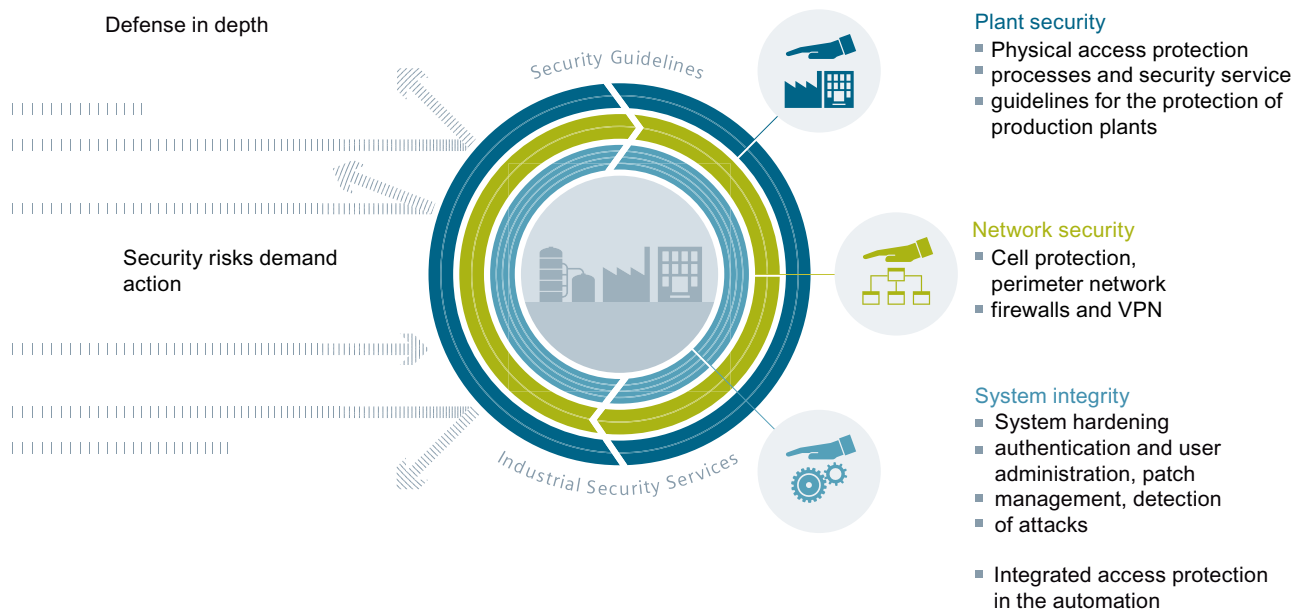 Defense in depth
Security risks demand
action
Security Guidelines
Industrial Security Services
Plant security
Physical access protection
processes and security service
guidelines for the protection of
production plants
Network security
Cell protection,
perimeter network
firewalls and VPN
System integrity
System hardening
authentication and user
administration, patch
management, detection
of attacks
Integrated access protection
in the automation